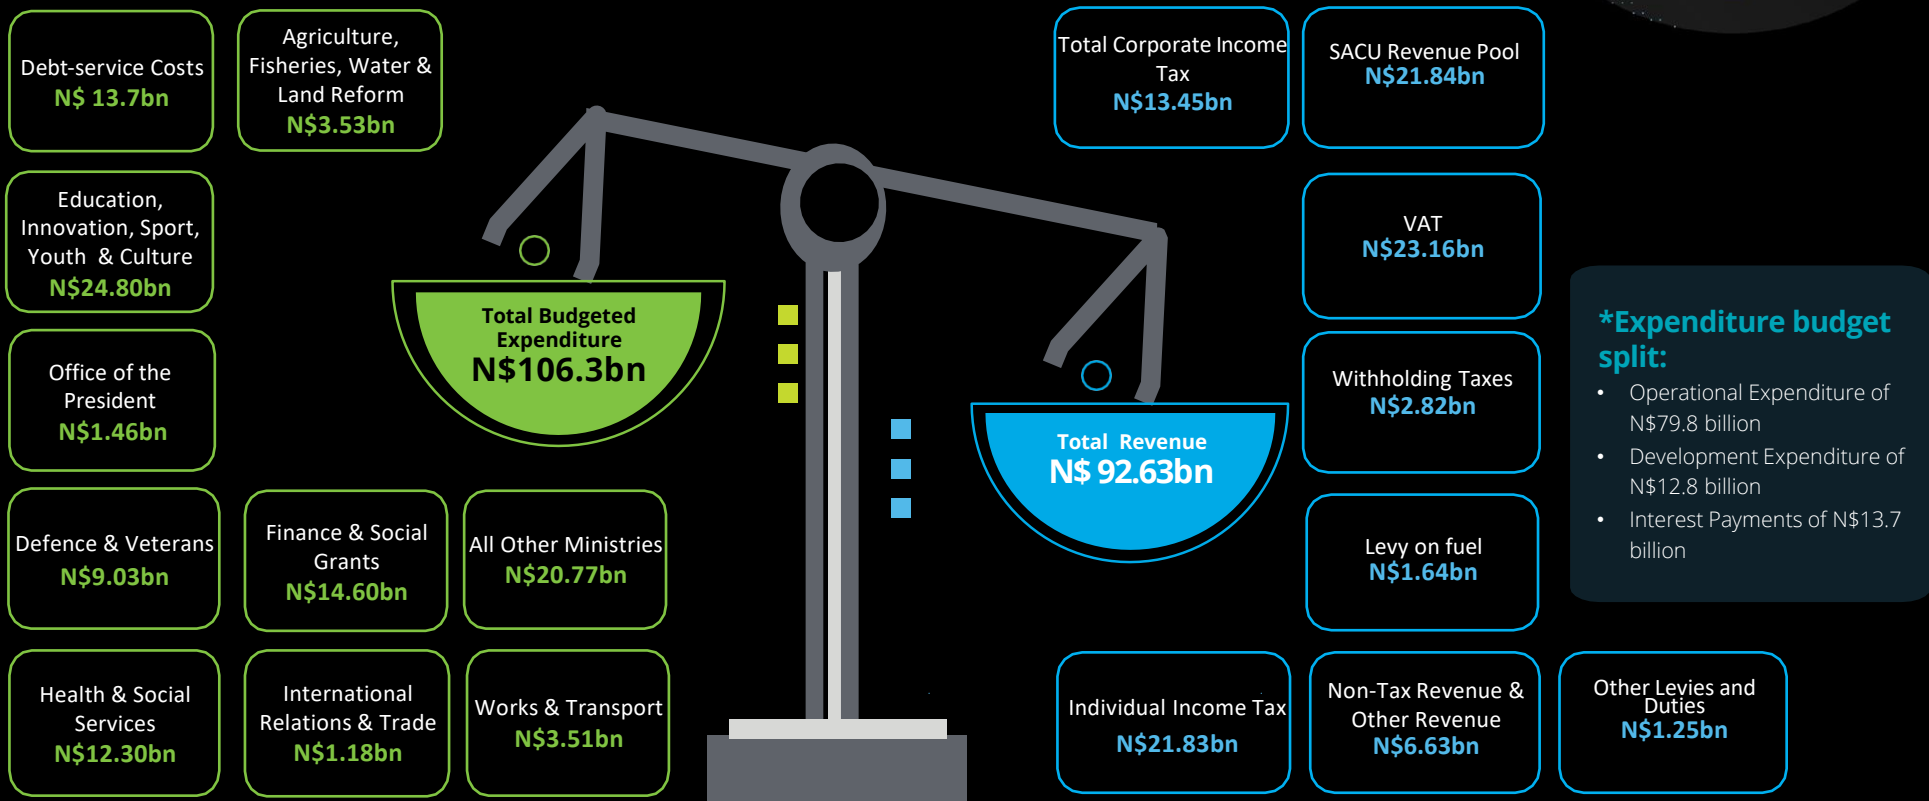 Debt-service Costs
N$ 13.7bn
Agriculture,
Fisheries, Water &
Land Reform
N$3.53bn
Education,
Innovation, Sport,
Youth & Culture
N$24.80bn
Office of the
President
N$1.46bn
Defence & Veterans
N$9.03bn
Finance & Social
Grants
N$14.60bn
All Other Ministries
N$20.77bn
Health & Social
Services
N$12.30bn
International
Relations & Trade
N$1.18bn
Works & Transport
N$3.51bn
Total Budgeted
Expenditure
N$106.3bn
Total Revenue
N$ 92.63bn
Total Corporate Income
Tax
N$13.45bn
SACU Revenue Pool
N$21.84bn
VAT
N$23.16bn
Withholding Taxes
N$2.82bn
Levy on fuel
N$1.64bn
Individual Income Tax
N$21.83bn
Non-Tax Revenue &
Other Revenue
N$6.63bn
Other Levies and
Duties
N$1.25bn
*Expenditure budget
split:
• Operational Expenditure of
N$79.8 billion
• Development Expenditure of
N$12.8 billion
• Interest Payments of N$13.7
billion